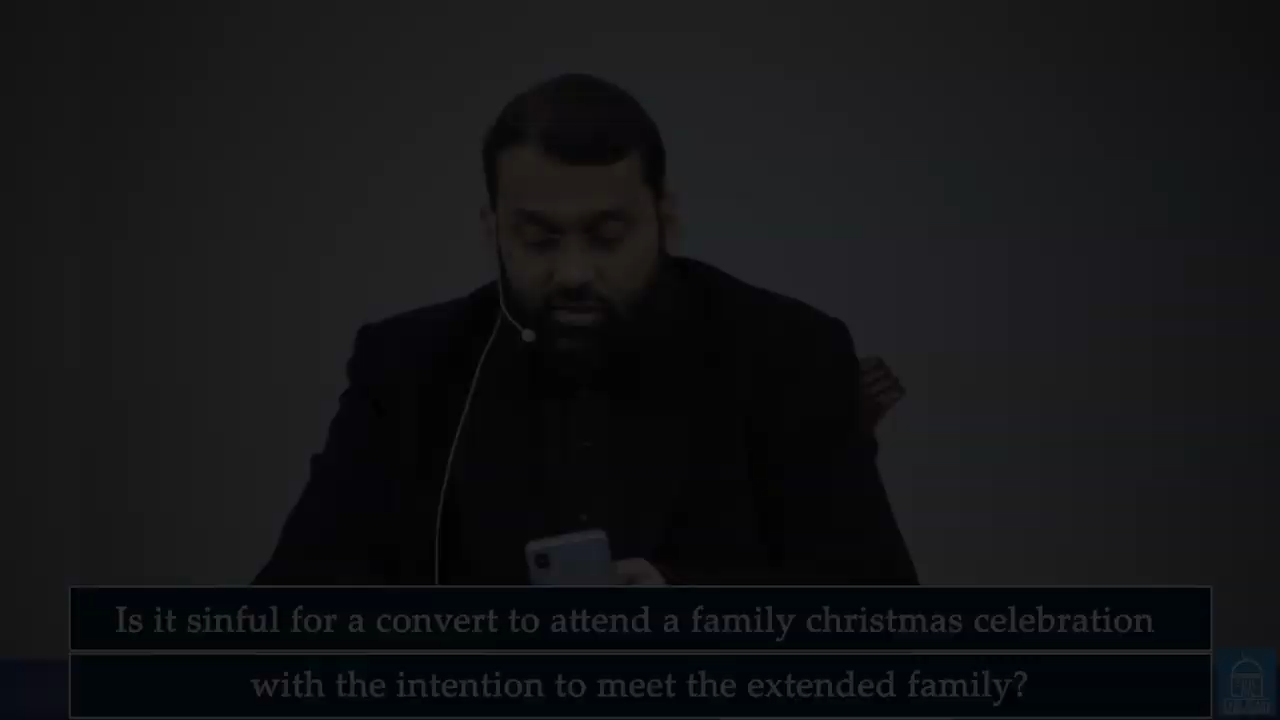 Is it sinful for a convert to attend a family christmas celebration
with the intention to meet the extended family?